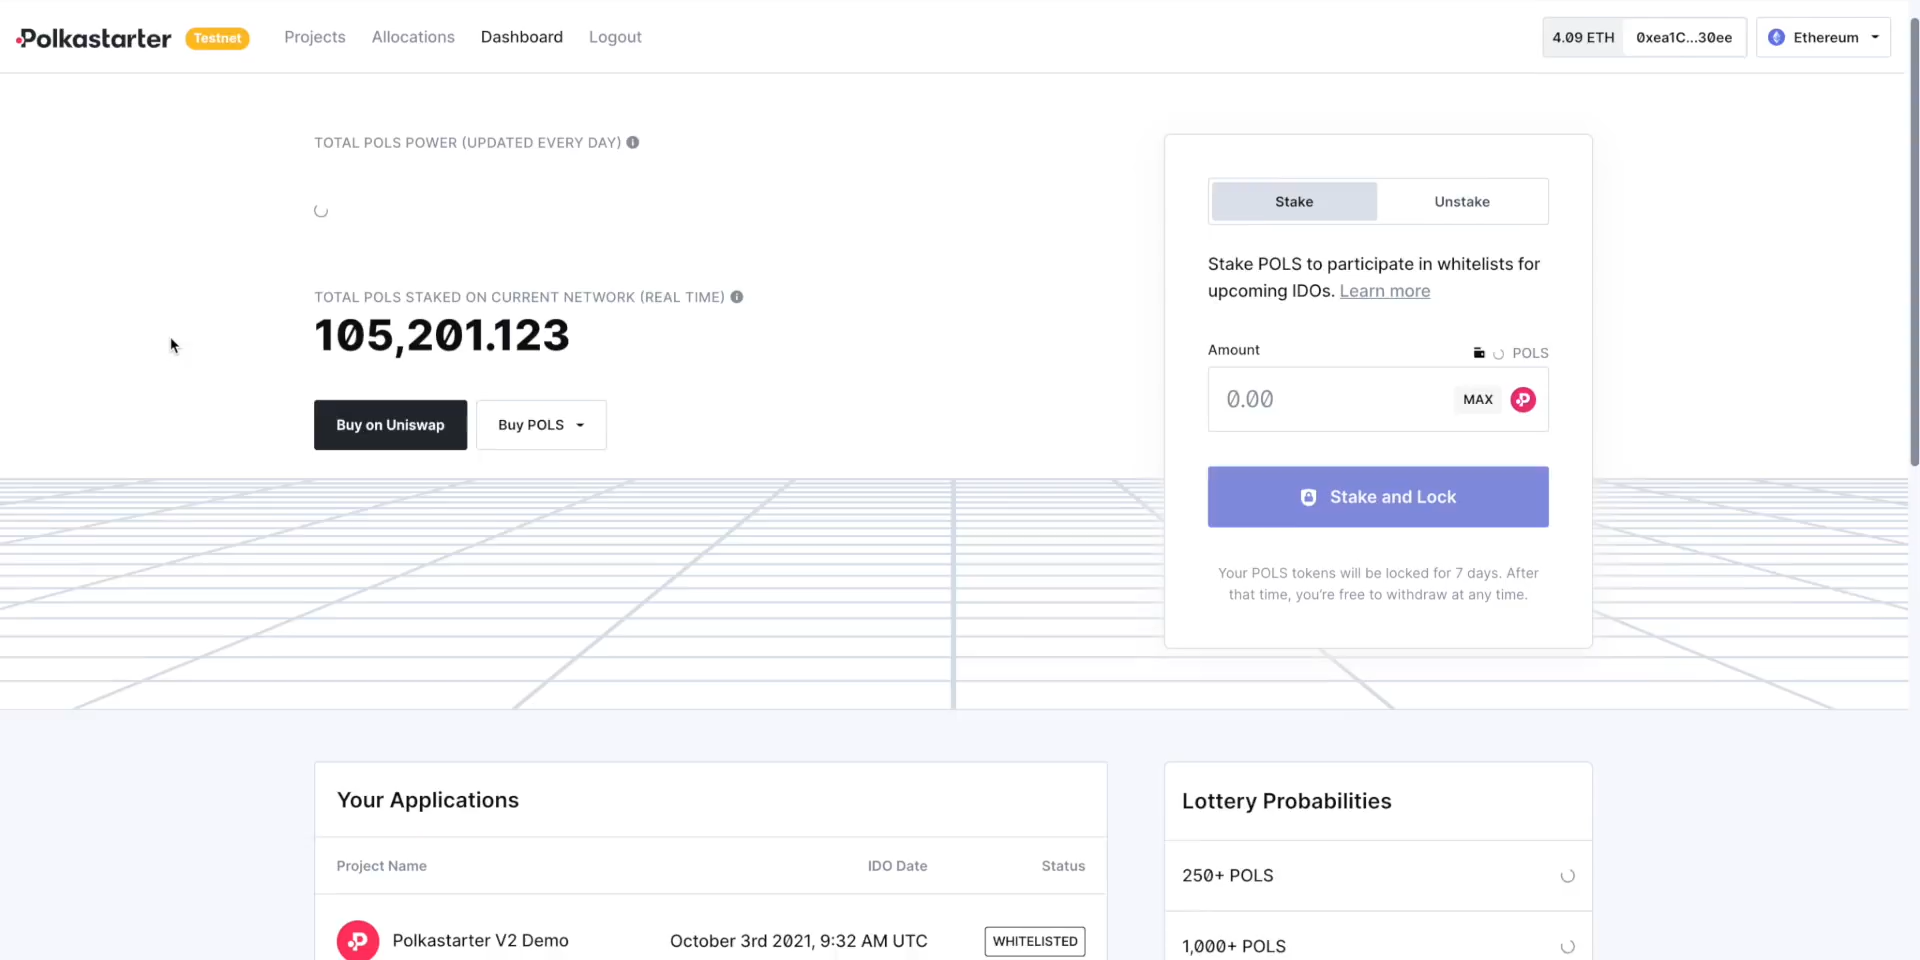 Polkastarter Testnet Projects Allocations Dashboard Logout 4.09 ETH 0xea1C...30ee Ethereum
TOTAL POLS POWER (UPDATED EVERY DAY)
TOTAL POLS STAKED ON CURRENT NETWORK (REAL TIME)
105,201.123
Buy on Uniswap Buy POLS
Stake Unstake
Stake POLS to participate in whitelists for
upcoming IDOs. Learn more
Amount POLS
0.00 MAX
Stake and Lock
Your POLS tokens will be locked for 7 days. After
that time, you're free to withdraw at any time.
Your Applications
Project Name IDO Date Status
Polkastarter V2 Demo October 3rd 2021, 9:32 AM UTC WHITELISTED
Lottery Probabilities
250+ POLS
1,000+ POLS